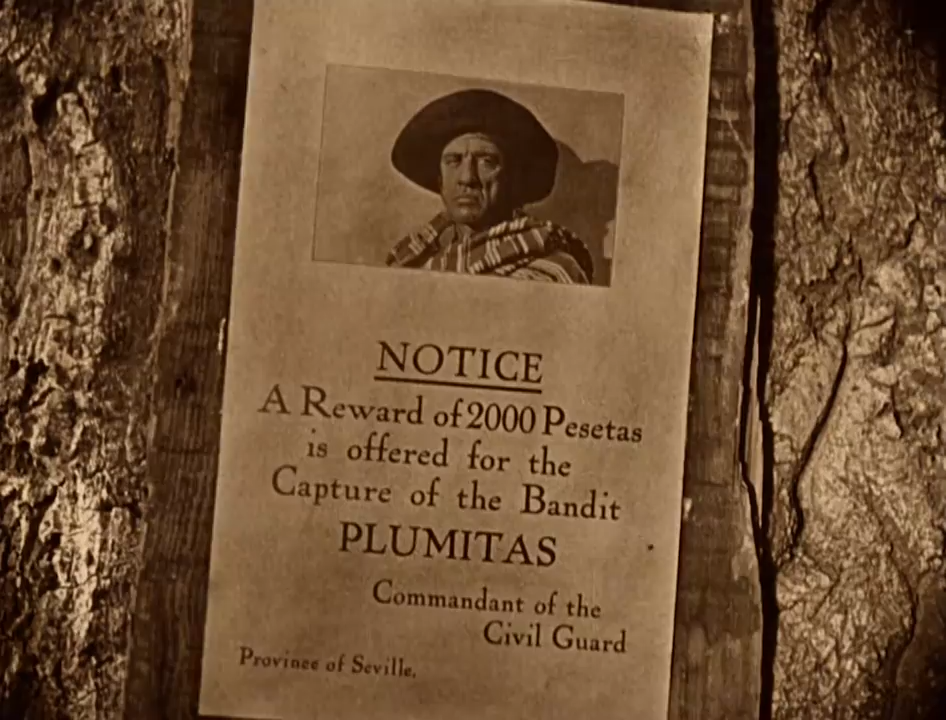 NOTICE
A Reward of 2000 Pesetas
is offered for the
Capture of the Bandit
PLUMITAS
Commandant of the
Civil Guard
Province of Seville.